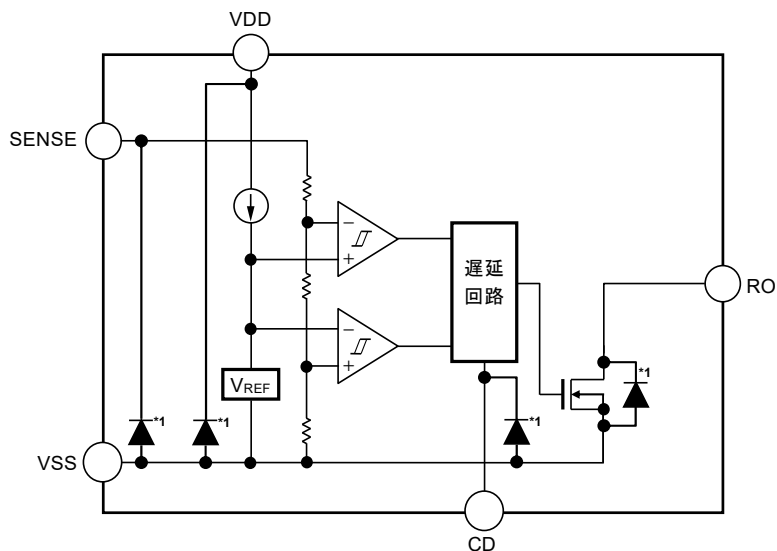 VDD
SENSE
−
+
遅延
回路
RO
−
+
*1
VREF
*1
*1
*1
VSS
CD